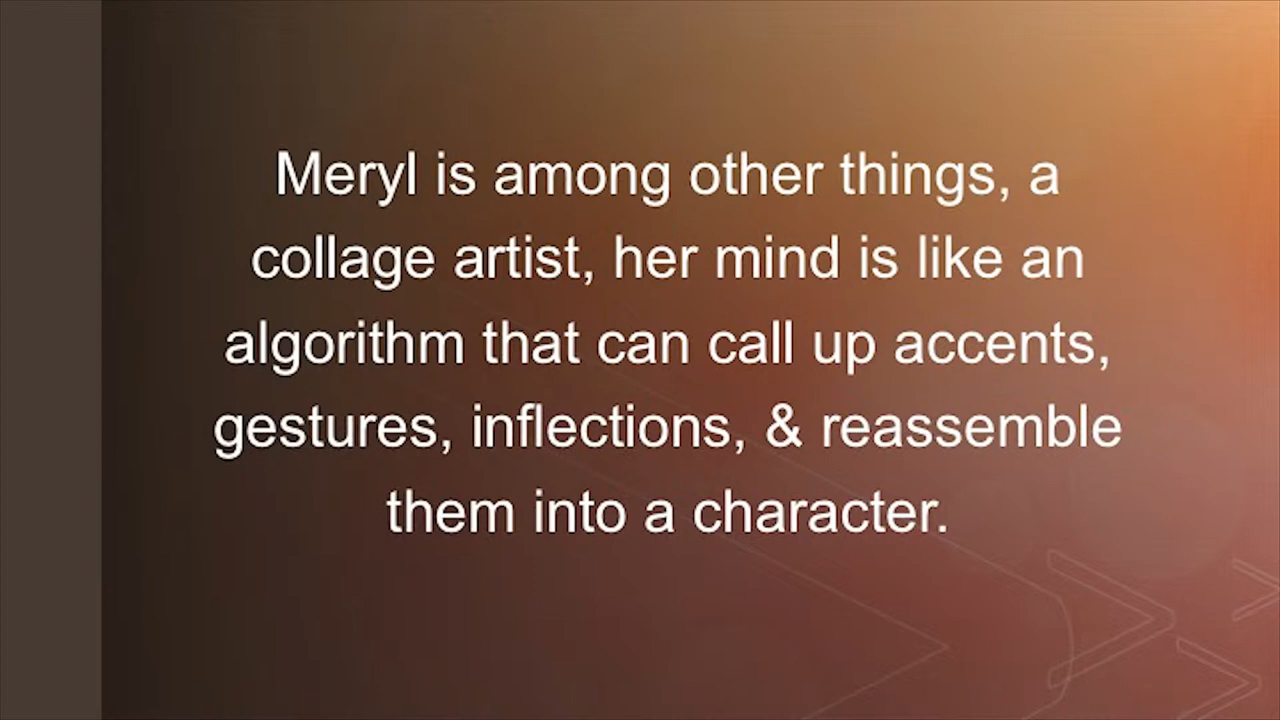 Meryl is among other things, a
collage artist, her mind is like an
algorithm that can call up accents,
gestures, inflections, & reassemble
them into a character.